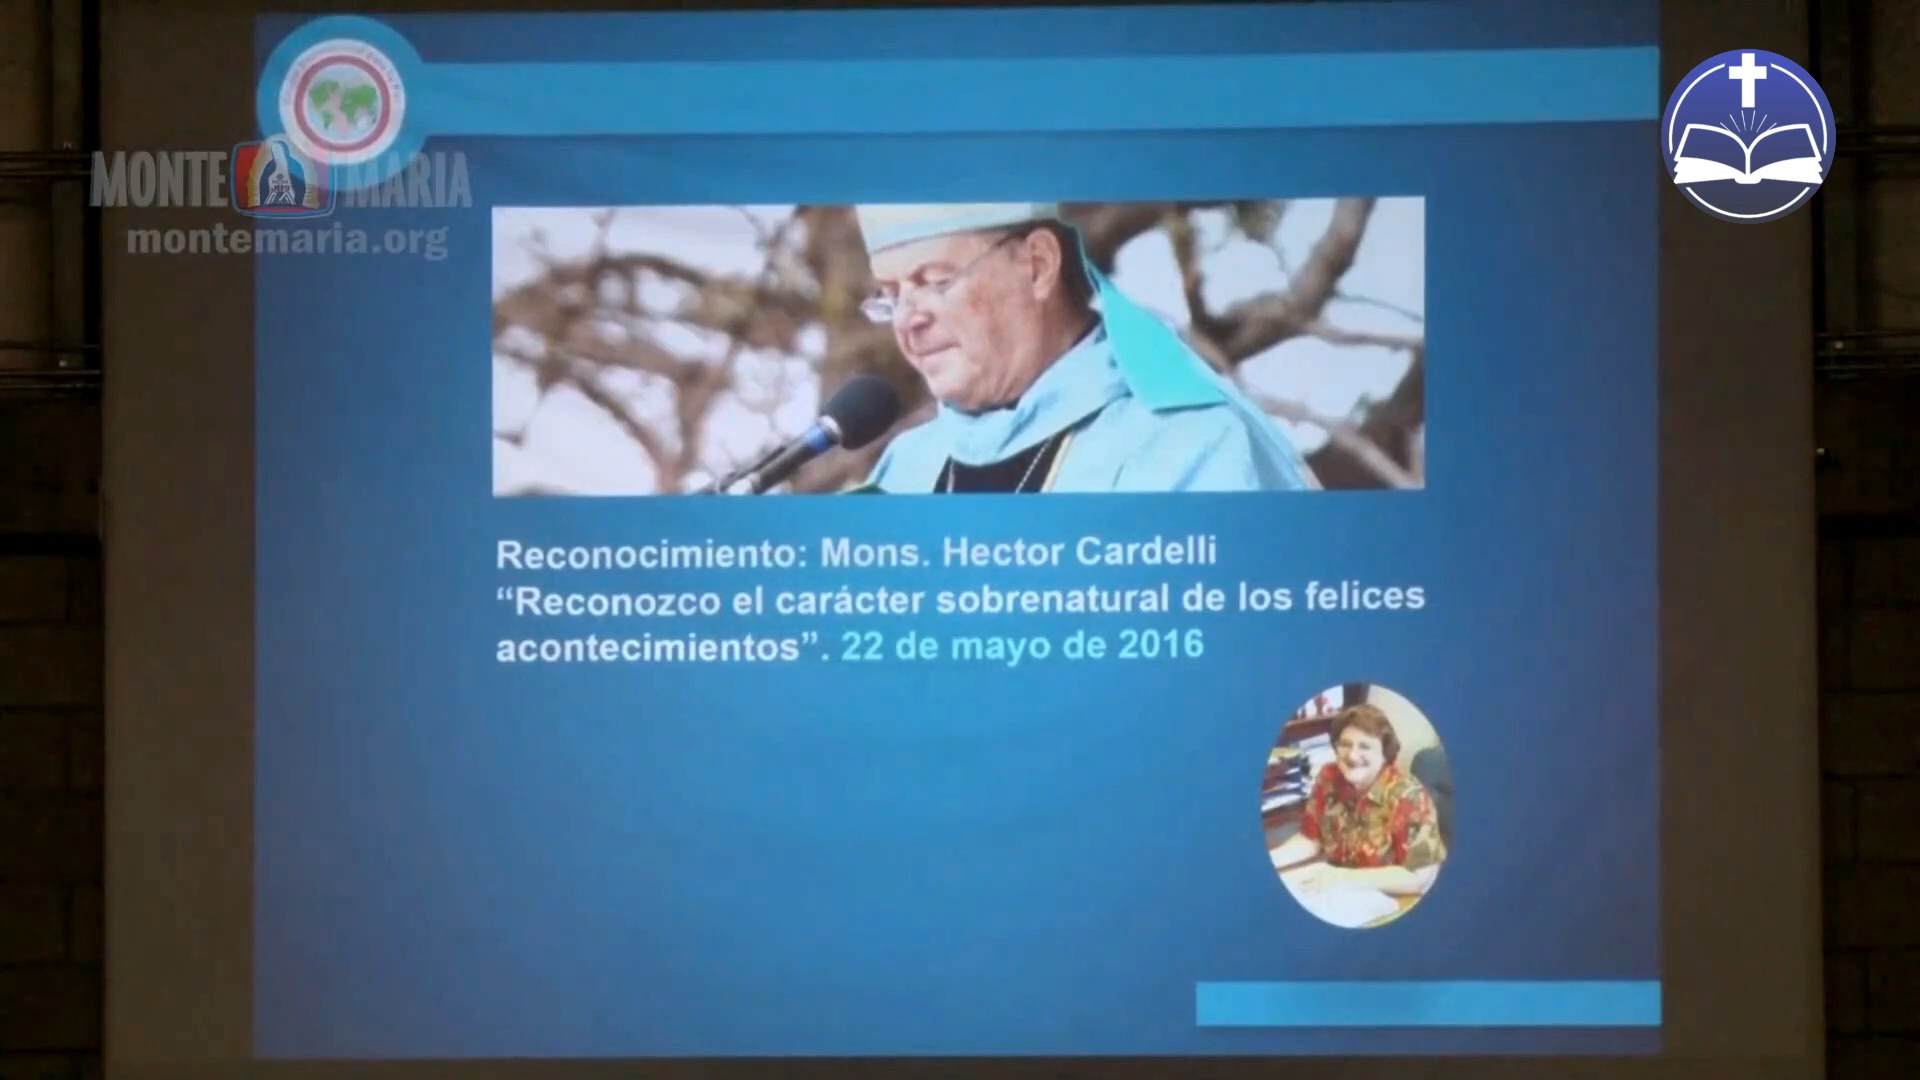 MONTE MARIA
montemaria.org
Reconocimiento: Mons. Hector Cardelli
“Reconozco el carácter sobrenatural de los felices
acontecimientos”. 22 de mayo de 2016